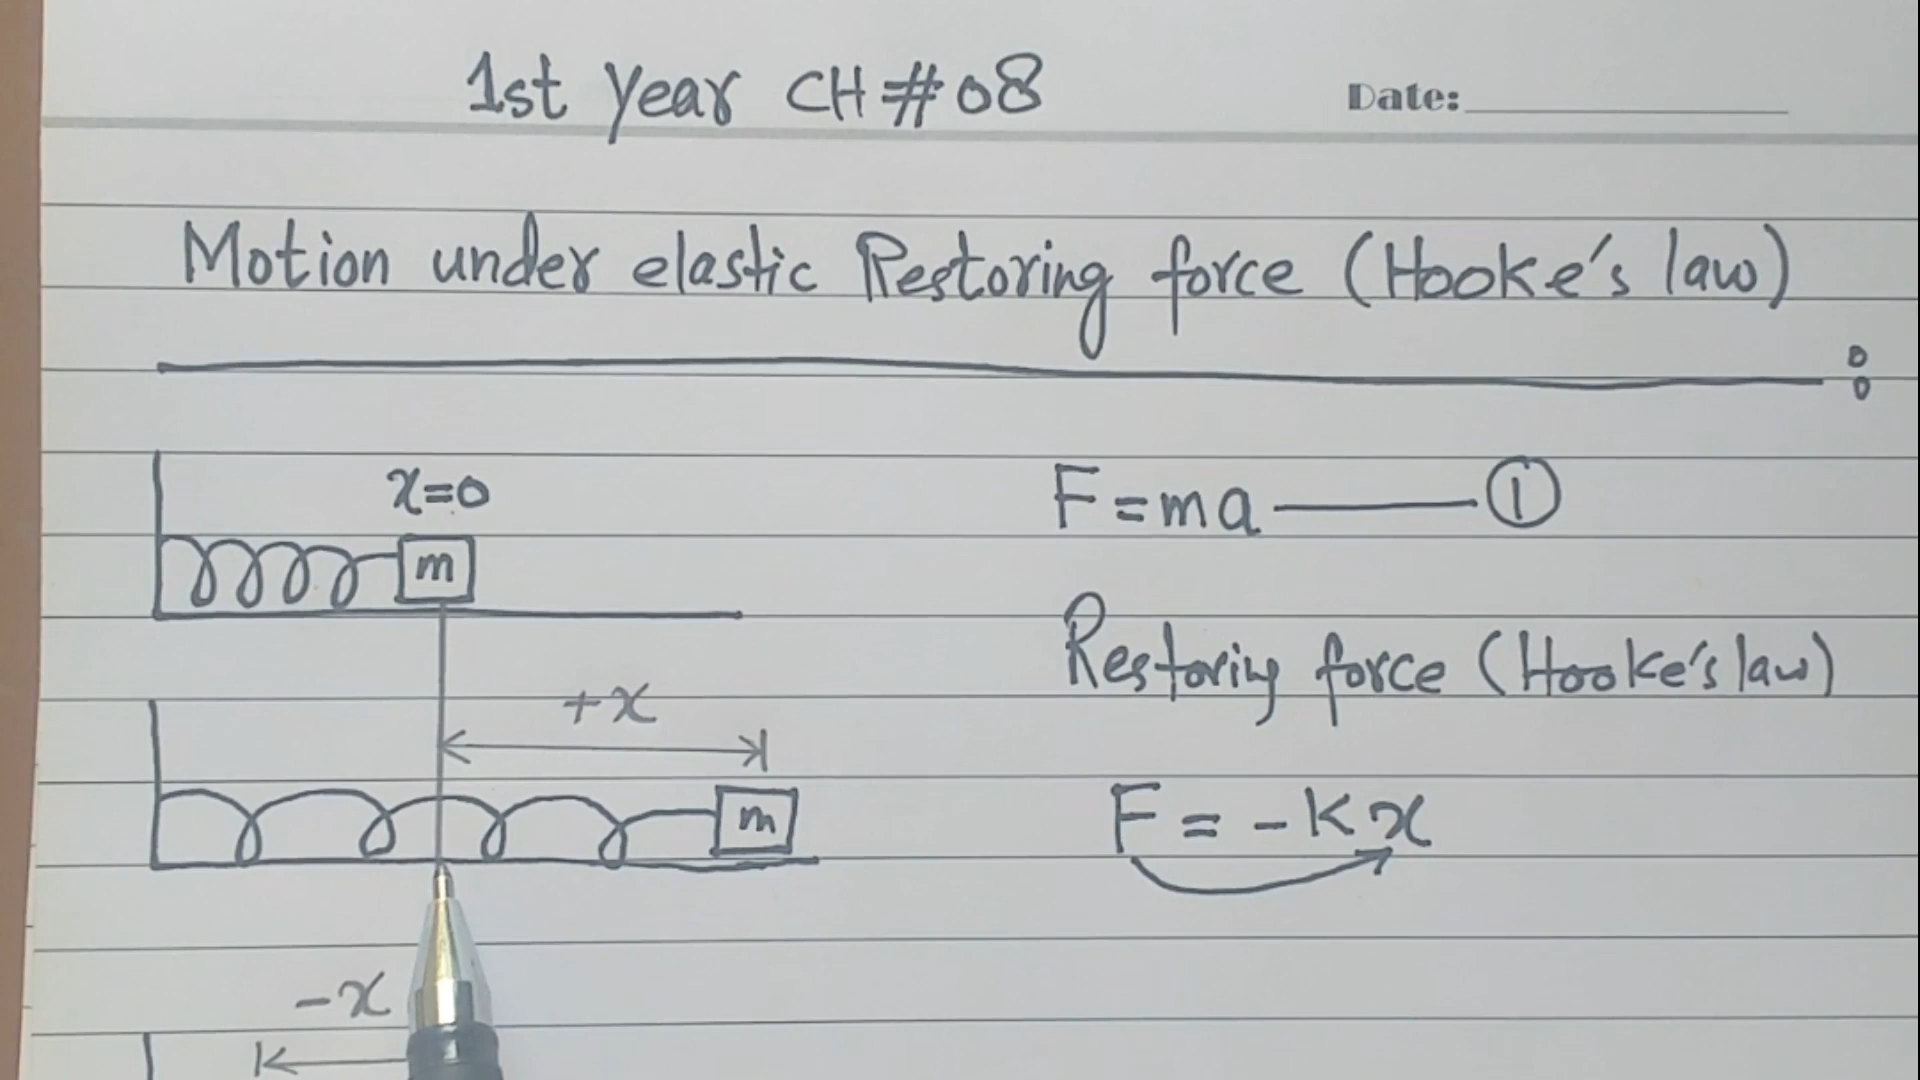 1st Year CH # 08
Date:
Motion under elastic Restoring force (Hooke's law)
:
x=0
m
F = ma ——— ①
Restoring force (Hooke's law)
+x
m
F = - K x
-x